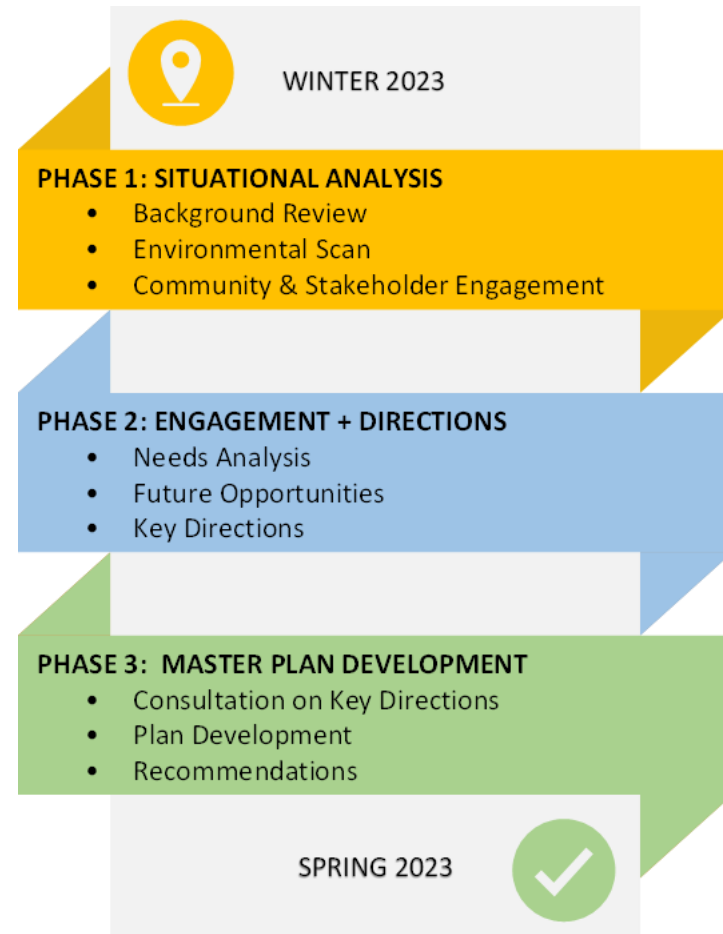 WINTER 2023
PHASE 1: SITUATIONAL ANALYSIS
• Background Review
• Environmental Scan
• Community & Stakeholder Engagement
PHASE 2: ENGAGEMENT + DIRECTIONS
• Needs Analysis
• Future Opportunities
• Key Directions
PHASE 3: MASTER PLAN DEVELOPMENT
• Consultation on Key Directions
• Plan Development
• Recommendations
SPRING 2023